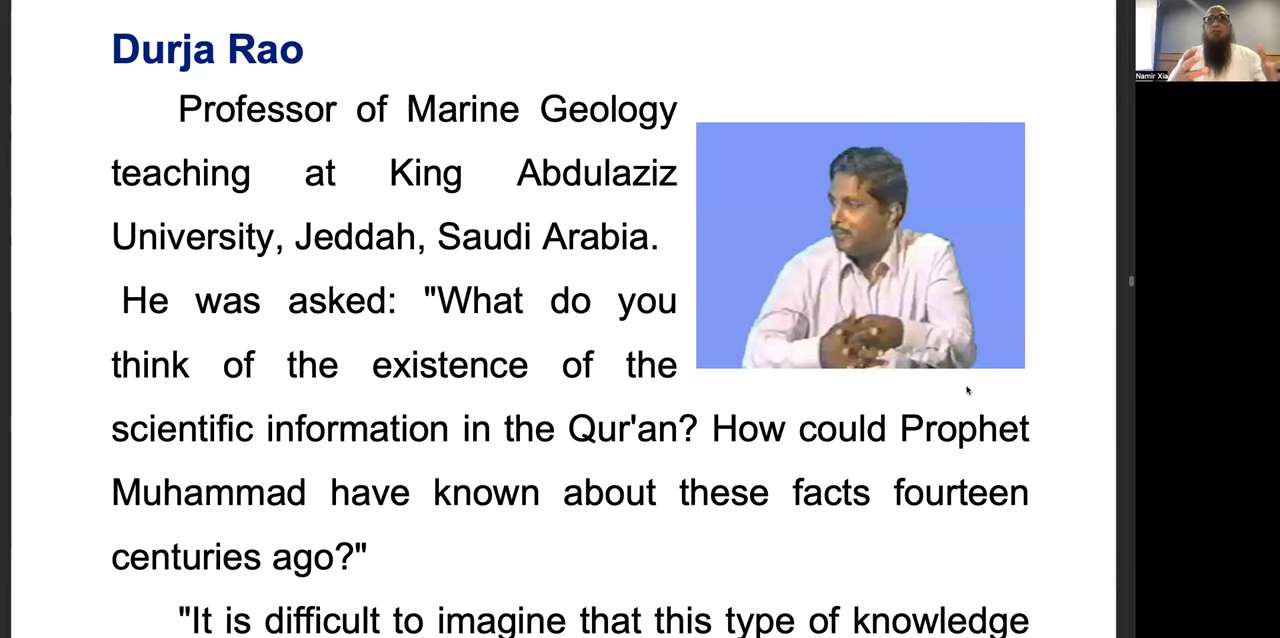 Durja Rao
Professor of Marine Geology
teaching at King Abdulaziz
University, Jeddah, Saudi Arabia.
He was asked: "What do you
think of the existence of the
scientific information in the Qur'an? How could Prophet
Muhammad have known about these facts fourteen
centuries ago?"
"It is difficult to imagine that this type of knowledge
Namir Xia